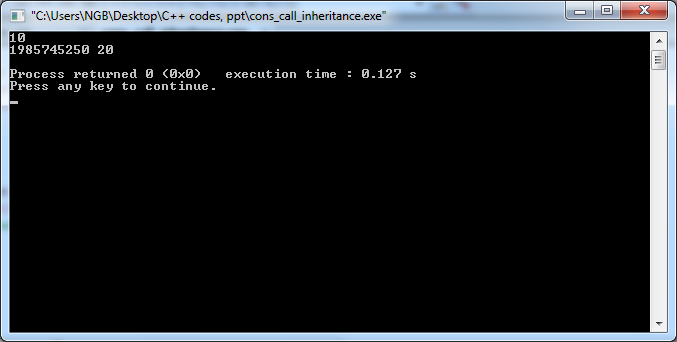 "C:\Users\NGB\Desktop\C++ codes, ppt\cons_call_inheritance.exe"
10
1985745250 20
Process returned 0 (0x0)   execution time : 0.127 s
Press any key to continue.